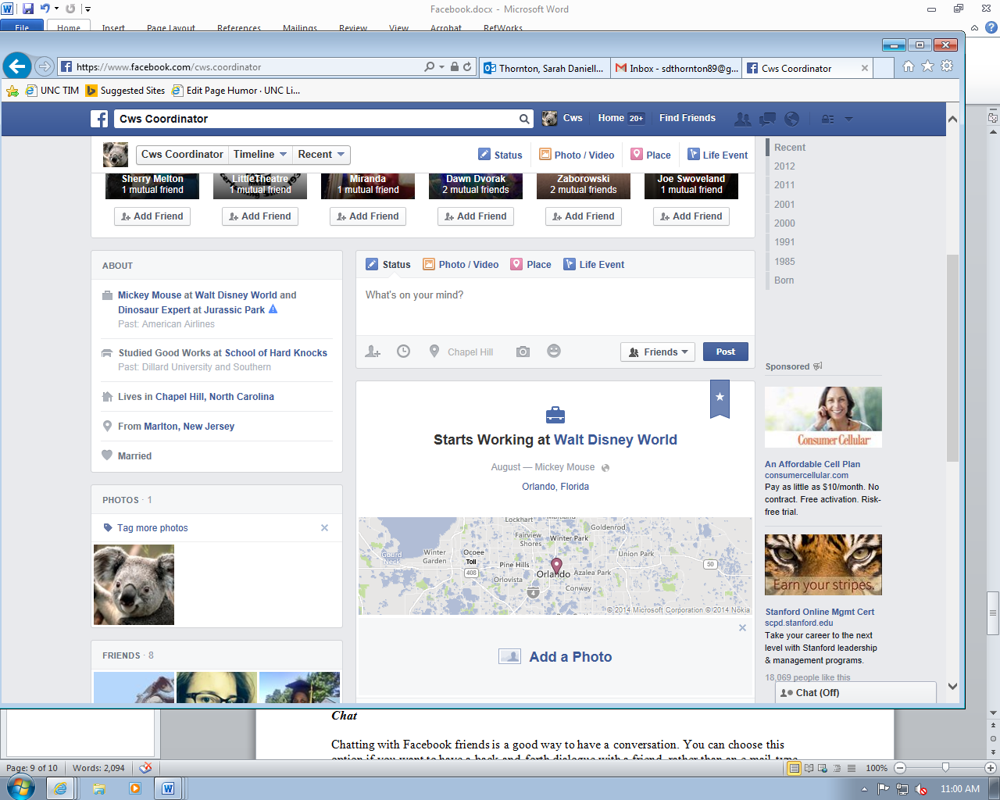 Facebook.docx - Microsoft Word
File Home Insert Page Layout References Mailings Review View Acrobat RefWorks
https://www.facebook.com/cws.coordinator
Thornton, Sarah Daniell...
Inbox - sdthornton89@g...
Cws Coordinator
UNC TIM
Suggested Sites
Edit Page Humor · UNC Li...
Cws Coordinator
Cws
Home 20+
Find Friends
Cws Coordinator Timeline Recent
Status Photo / Video Place Life Event
Sherry Melton
1 mutual friend
Add Friend
LittleTheatre
1 mutual friend
Add Friend
Miranda
1 mutual friend
Add Friend
Dawn Dvorak
2 mutual friends
Add Friend
Zaborowski
2 mutual friends
Add Friend
Joe Swoveland
1 mutual friend
Add Friend
Recent
2012
2011
2001
2000
1991
1985
Born
ABOUT
Mickey Mouse at Walt Disney World and
Dinosaur Expert at Jurassic Park
Past: American Airlines
Studied Good Works at School of Hard Knocks
Past: Dillard University and Southern
Lives in Chapel Hill, North Carolina
From Marlton, New Jersey
Married
PHOTOS · 1
Tag more photos
FRIENDS · 8
Status Photo / Video Place Life Event
What's on your mind?
Chapel Hill
Friends
Post
Starts Working at Walt Disney World
August — Mickey Mouse
Orlando, Florida
Lockhart
Maitland
Goldenrod
Fairview
Shores
Winter Park
Gourd
Neck
Winter
Garden
Ocoee
Toll
408
Pine Hills
Union Park
50
Orlando
Azalea Park
Orlovista
Conway
4
© 2014 Microsoft Corporation © 2014 Nokia
Add a Photo
Sponsored
Consumer Cellular
An Affordable Cell Plan
consumercellular.com
Pay as little as $10/month. No
contract. Free activation. Risk-
free trial.
Earn your stripes.
Stanford Online Mgmt Cert
scpd.stanford.edu
Take your career to the next
level with Stanford leadership
& management programs.
18,069 people like this
Chat (Off)
Chat
Chatting with Facebook friends is a good way to have a conversation. You can choose this
option if you want to have a back-and-forth dialogue with a friend, rather than an e-mail-type
Page: 9 of 10
Words: 2,094
100%
11:00 AM